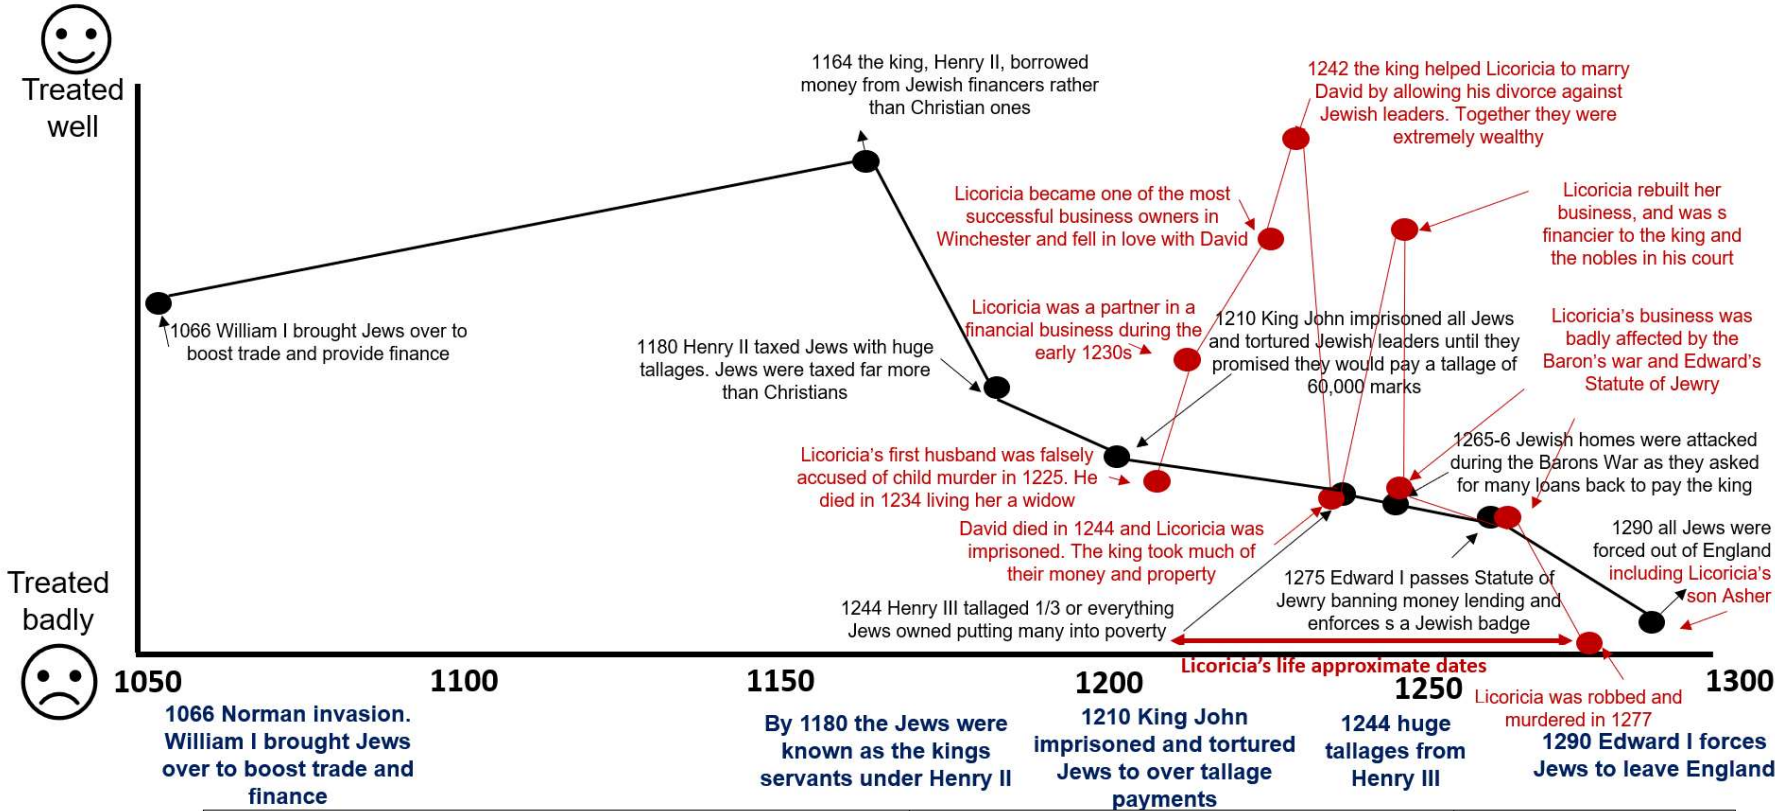 Treated
well
1164 the king, Henry II, borrowed
money from Jewish financers rather
than Christian ones
1242 the king helped Licoricia to marry
David by allowing his divorce against
Jewish leaders. Together they were
extremely wealthy
Licoricia became one of the most
successful business owners in
Winchester and fell in love with David
Licoricia rebuilt her
business, and was s
financier to the king and
the nobles in his court
1066 William I brought Jews over to
boost trade and provide finance
1180 Henry II taxed Jews with huge
tallages. Jews were taxed far more
than Christians
Licoricia was a partner in a
financial business during the
early 1230s
1210 King John imprisoned all Jews
and tortured Jewish leaders until they
promised they would pay a tallage of
60,000 marks
Licoricia's business was
badly affected by the
Baron's war and Edward's
Statute of Jewry
Licoricia's first husband was falsely
accused of child murder in 1225. He
died in 1234 living her a widow
1265-6 Jewish homes were attacked
during the Barons War as they asked
for many loans back to pay the king
David died in 1244 and Licoricia was
imprisoned. The king took much of
their money and property
1290 all Jews were
forced out of England
including Licoricia's
son Asher
1244 Henry III tallaged 1/3 or everything
Jews owned putting many into poverty
1275 Edward I passes Statute of
Jewry banning money lending and
enforces s a Jewish badge
Treated
badly
Licoricia's life approximate dates
1050
1100
1150
1200
1250
1300
Licoricia was robbed and
murdered in 1277
1066 Norman invasion.
William I brought Jews
over to boost trade and
finance
By 1180 the Jews were
known as the kings
servants under Henry II
1210 King John
imprisoned and tortured
Jews to over tallage
payments
1244 huge
tallages from
Henry III
1290 Edward I forces
Jews to leave England